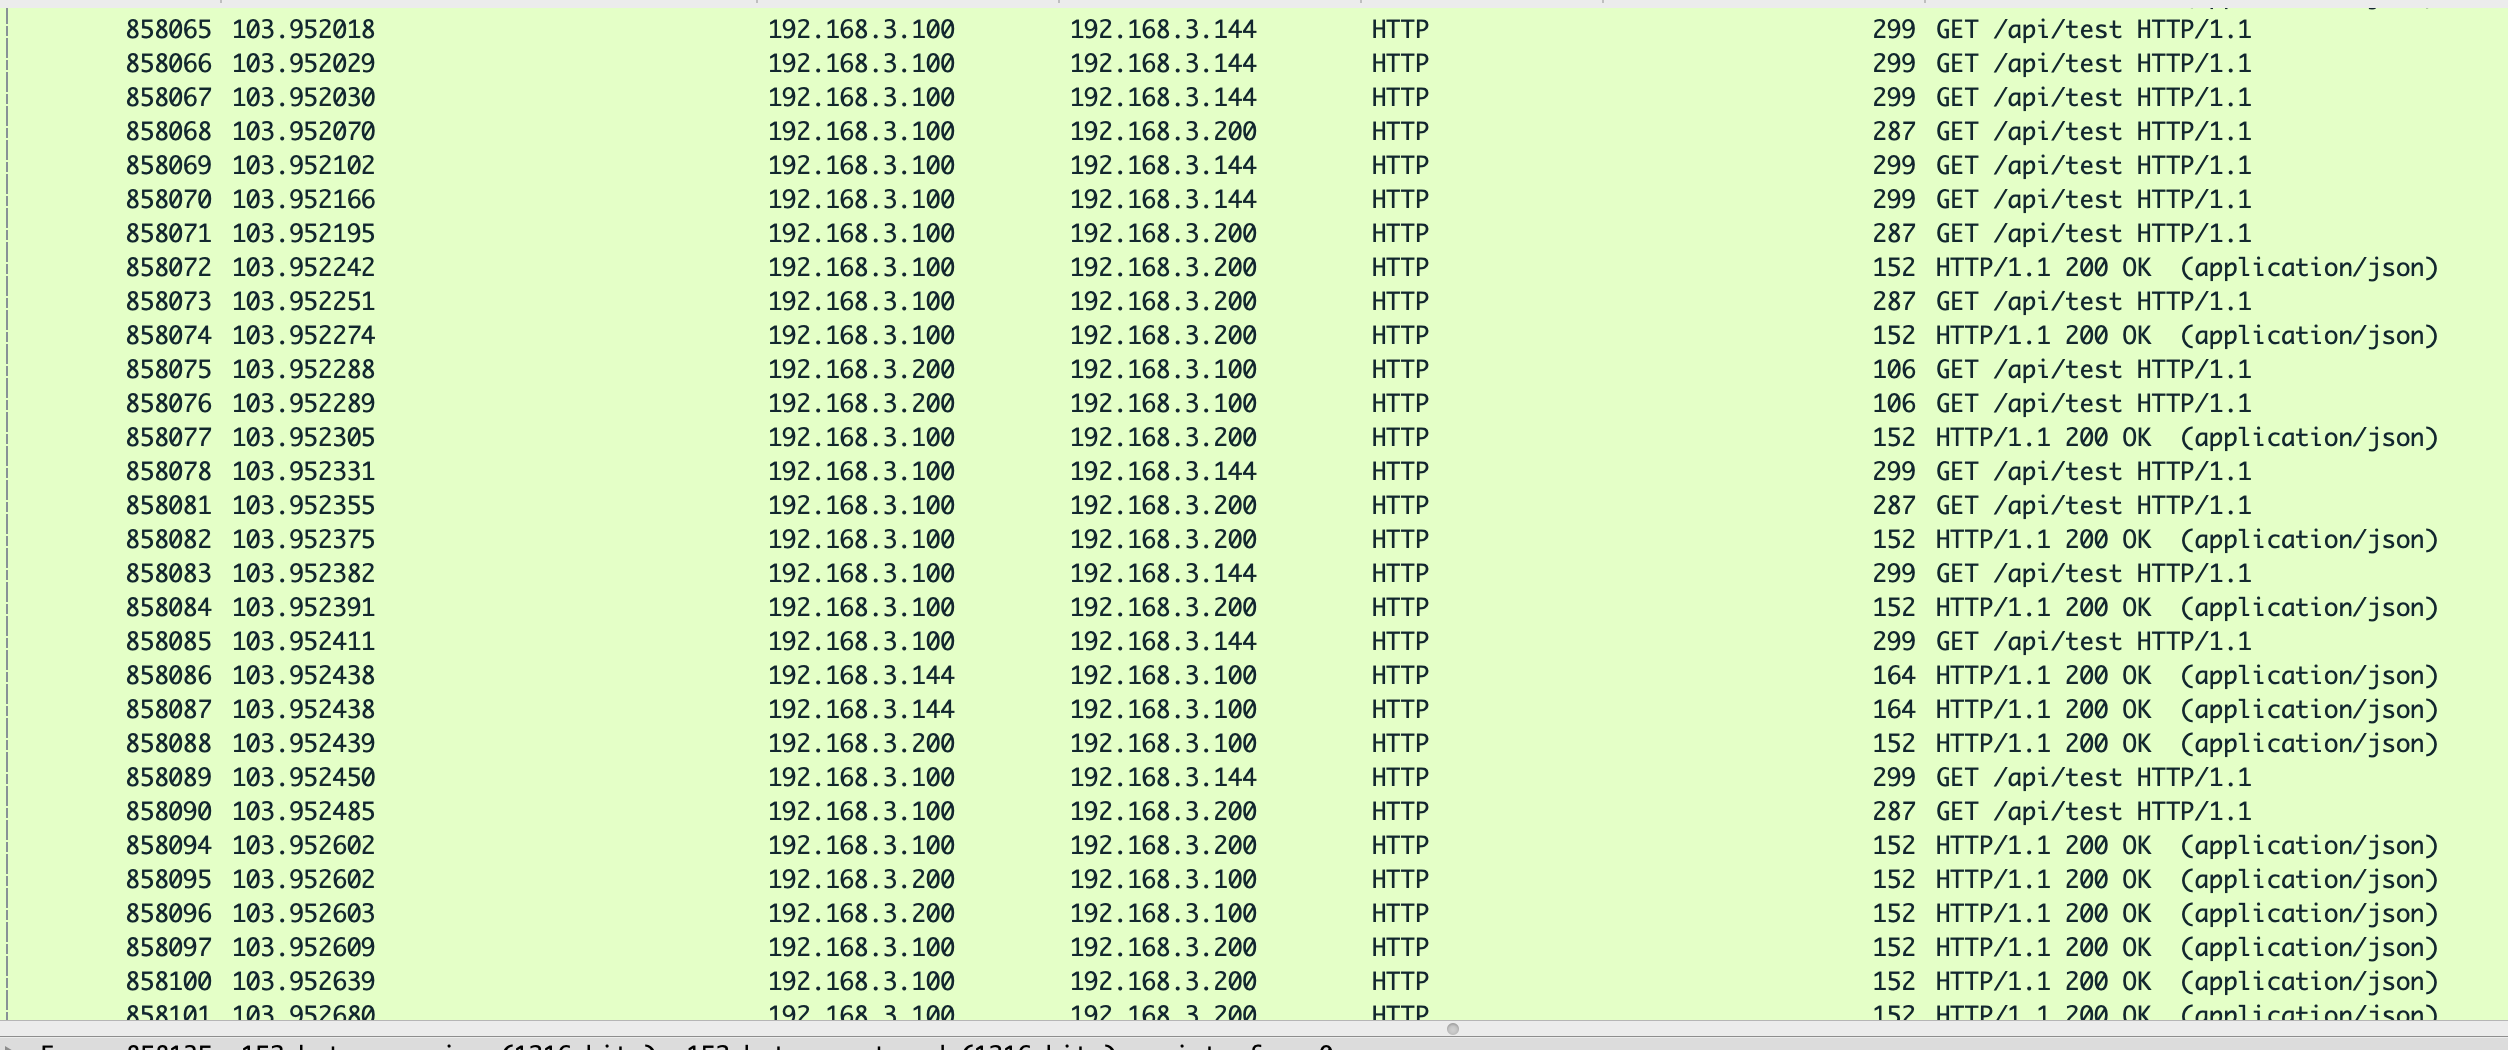 858065 103.952018 192.168.3.100 192.168.3.144 HTTP 299 GET /api/test HTTP/1.1
858066 103.952029 192.168.3.100 192.168.3.144 HTTP 299 GET /api/test HTTP/1.1
858067 103.952030 192.168.3.100 192.168.3.144 HTTP 299 GET /api/test HTTP/1.1
858068 103.952070 192.168.3.100 192.168.3.200 HTTP 287 GET /api/test HTTP/1.1
858069 103.952102 192.168.3.100 192.168.3.144 HTTP 299 GET /api/test HTTP/1.1
858070 103.952166 192.168.3.100 192.168.3.144 HTTP 299 GET /api/test HTTP/1.1
858071 103.952195 192.168.3.100 192.168.3.200 HTTP 287 GET /api/test HTTP/1.1
858072 103.952242 192.168.3.100 192.168.3.200 HTTP 152 HTTP/1.1 200 OK (application/json)
858073 103.952251 192.168.3.100 192.168.3.200 HTTP 287 GET /api/test HTTP/1.1
858074 103.952274 192.168.3.100 192.168.3.200 HTTP 152 HTTP/1.1 200 OK (application/json)
858075 103.952288 192.168.3.200 192.168.3.100 HTTP 106 GET /api/test HTTP/1.1
858076 103.952289 192.168.3.200 192.168.3.100 HTTP 106 GET /api/test HTTP/1.1
858077 103.952305 192.168.3.100 192.168.3.200 HTTP 152 HTTP/1.1 200 OK (application/json)
858078 103.952331 192.168.3.100 192.168.3.144 HTTP 299 GET /api/test HTTP/1.1
858081 103.952355 192.168.3.100 192.168.3.200 HTTP 287 GET /api/test HTTP/1.1
858082 103.952375 192.168.3.100 192.168.3.200 HTTP 152 HTTP/1.1 200 OK (application/json)
858083 103.952382 192.168.3.100 192.168.3.144 HTTP 299 GET /api/test HTTP/1.1
858084 103.952391 192.168.3.100 192.168.3.200 HTTP 152 HTTP/1.1 200 OK (application/json)
858085 103.952411 192.168.3.100 192.168.3.144 HTTP 299 GET /api/test HTTP/1.1
858086 103.952438 192.168.3.144 192.168.3.100 HTTP 164 HTTP/1.1 200 OK (application/json)
858087 103.952438 192.168.3.144 192.168.3.100 HTTP 164 HTTP/1.1 200 OK (application/json)
858088 103.952439 192.168.3.200 192.168.3.100 HTTP 152 HTTP/1.1 200 OK (application/json)
858089 103.952450 192.168.3.100 192.168.3.144 HTTP 299 GET /api/test HTTP/1.1
858090 103.952485 192.168.3.100 192.168.3.200 HTTP 287 GET /api/test HTTP/1.1
858094 103.952602 192.168.3.100 192.168.3.200 HTTP 152 HTTP/1.1 200 OK (application/json)
858095 103.952602 192.168.3.200 192.168.3.100 HTTP 152 HTTP/1.1 200 OK (application/json)
858096 103.952603 192.168.3.200 192.168.3.100 HTTP 152 HTTP/1.1 200 OK (application/json)
858097 103.952609 192.168.3.100 192.168.3.200 HTTP 152 HTTP/1.1 200 OK (application/json)
858100 103.952639 192.168.3.100 192.168.3.200 HTTP 152 HTTP/1.1 200 OK (application/json)
858101 103.952680 192.168.3.100 192.168.3.200 HTTP 152 HTTP/1.1 200 OK (application/json)